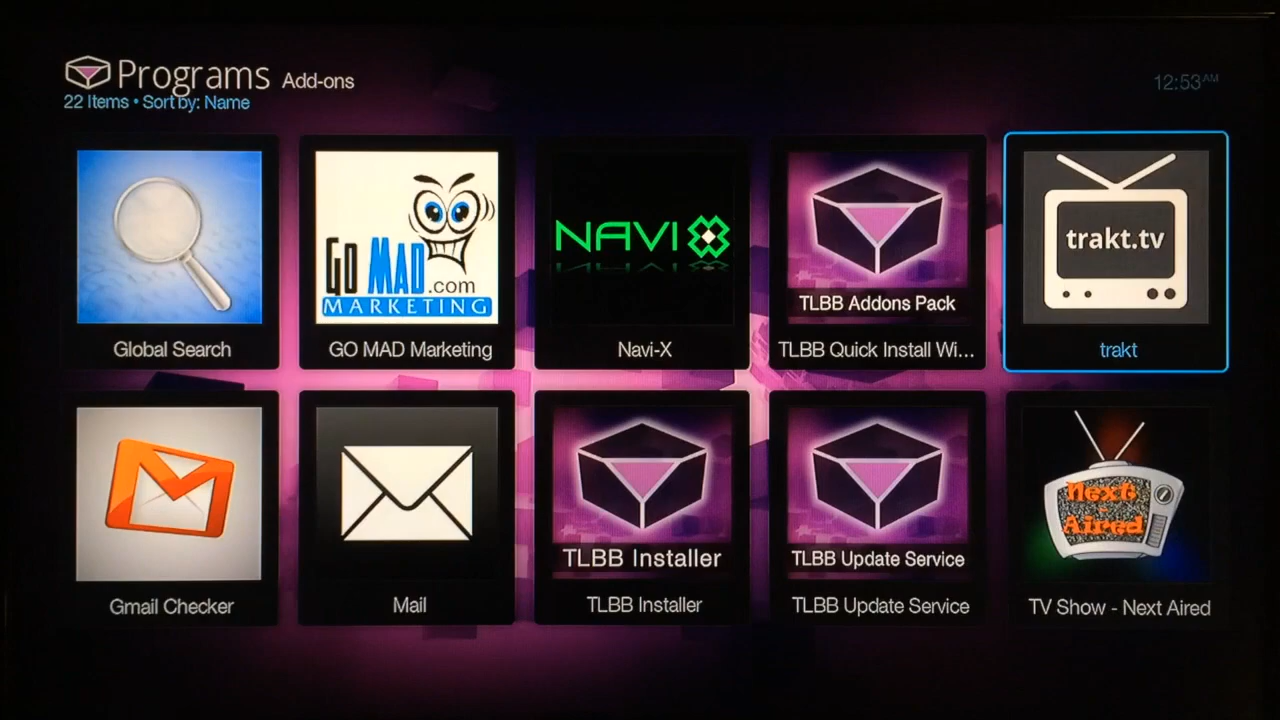 Programs Add-ons
22 Items • Sort by: Name
12:53 AM
GO MAD.com
MARKETING
NAVI X
TLBB Addons Pack
trakt.tv
Global Search
GO MAD Marketing
Navi-X
TLBB Quick Install Wi...
trakt
TLBB Installer
TLBB Update Service
Next
Aired
Gmail Checker
Mail
TLBB Installer
TLBB Update Service
TV Show - Next Aired